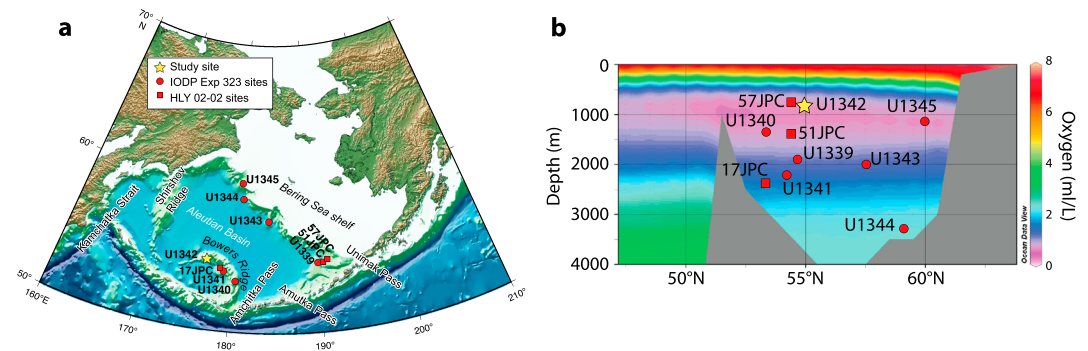 a
70°
N
Study site
IODP Exp 323 sites
HLY 02-02 sites
60°
U1345
U1344
Bering Sea shelf
Shirshov
Ridge
Kamchatka Strait
Aleutian Basin
U1343
57JPC
51JPC
U1339
Unimak Pass
Bowers Ridge
U1342
17JPC
U1341
U1340
Amchitka Pass
Amutka Pass
50°
160°E
170°
180°
190°
200°
210°
b
0
1000
2000
3000
4000
Depth (m)
57JPC
U1342
U1345
U1340
51JPC
U1339
U1343
17JPC
U1341
U1344
50°N
55°N
60°N
Ocean Data View
8
6
4
2
0
Oxygen (ml/L)